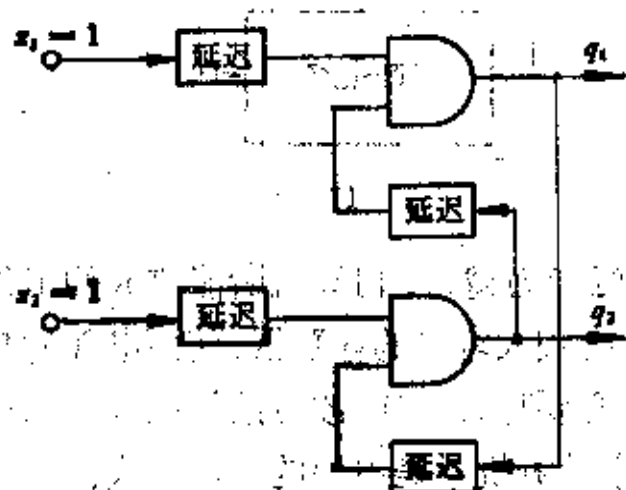 x₁ = 1
延迟
q₁
延迟
x₂ = 1
延迟
q₂
延迟